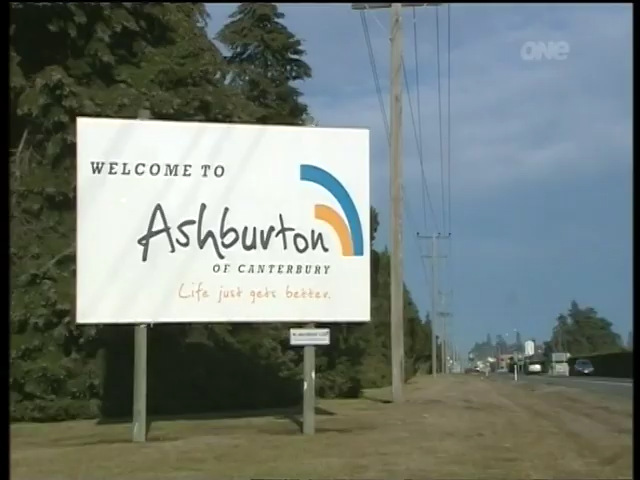 ONE
WELCOME TO
Ashburton
OF CANTERBURY
Life just gets better.